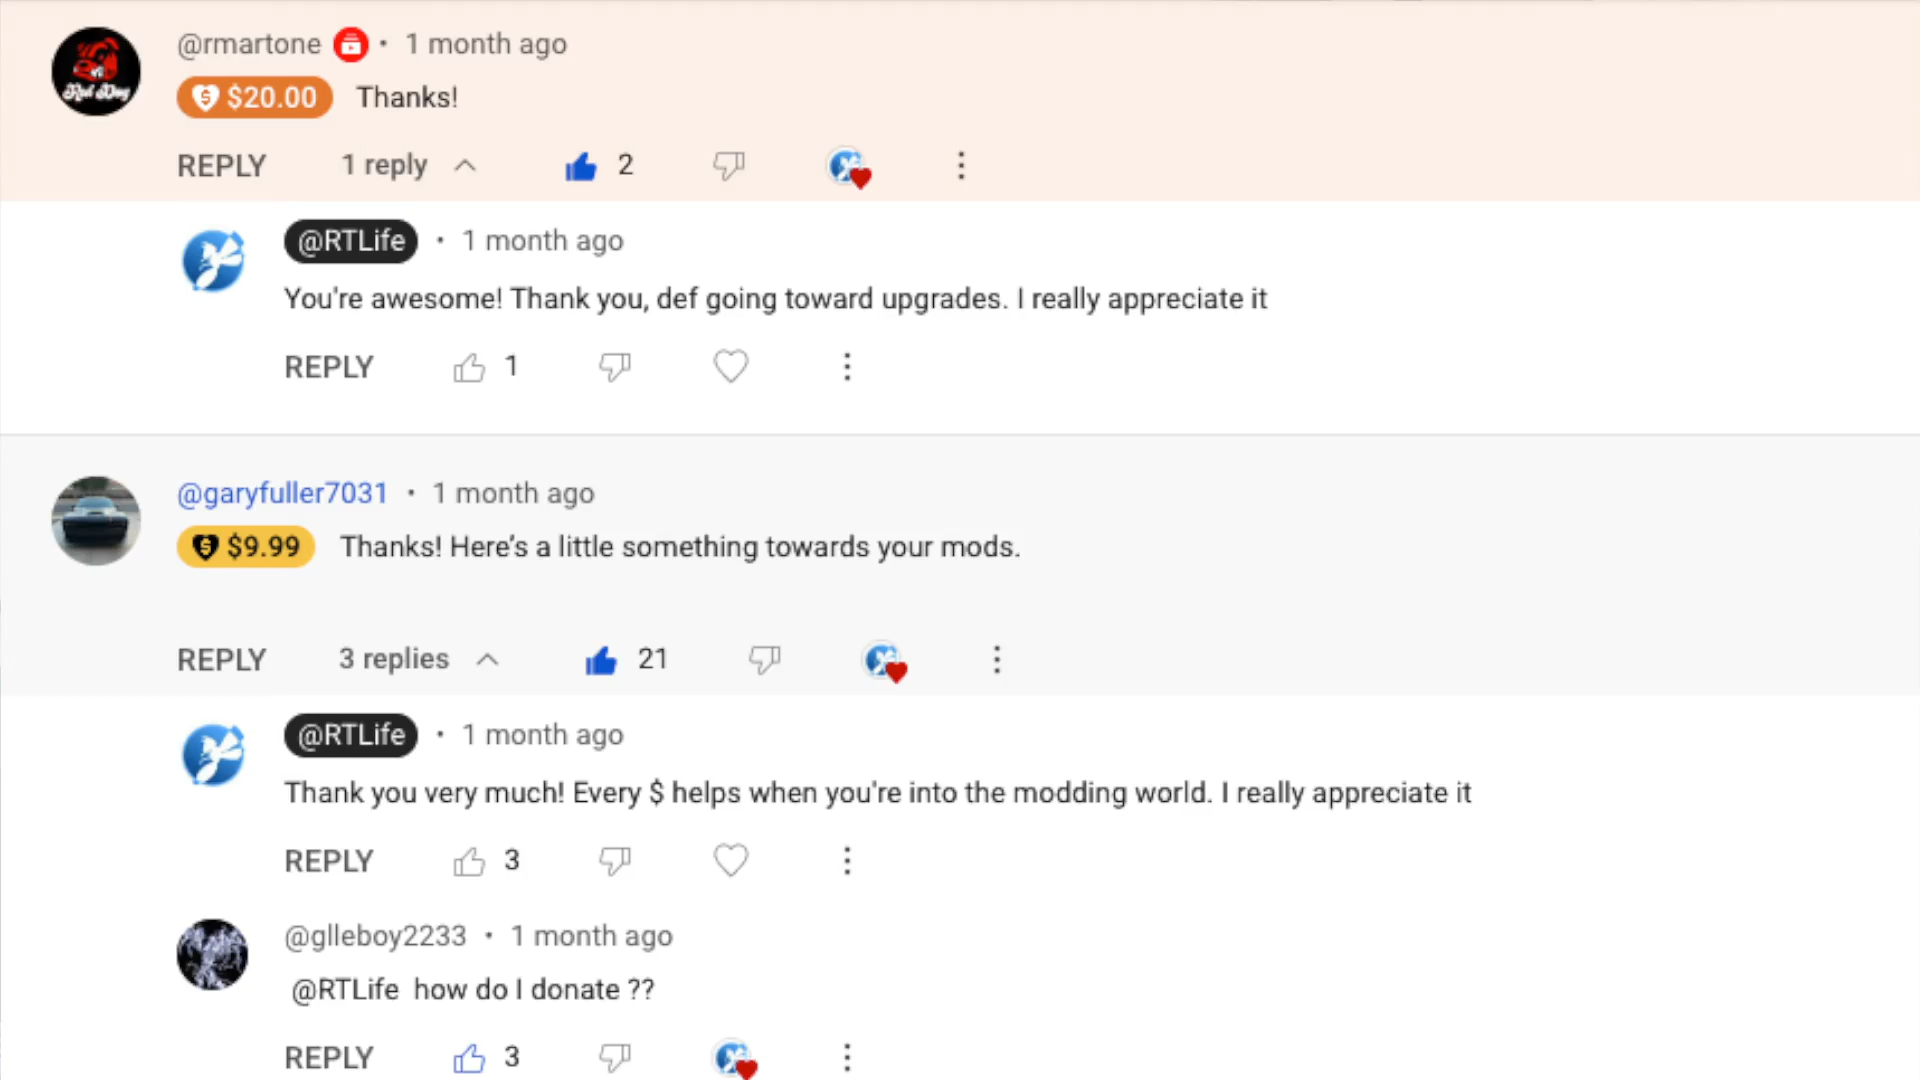 @rmartone • 1 month ago
$20.00 Thanks!
REPLY 1 reply 2
@RTLife • 1 month ago
You're awesome! Thank you, def going toward upgrades. I really appreciate it
REPLY 1
@garyfuller7031 • 1 month ago
$9.99 Thanks! Here's a little something towards your mods.
REPLY 3 replies 21
@RTLife • 1 month ago
Thank you very much! Every $ helps when you're into the modding world. I really appreciate it
REPLY 3
@glleboy2233 • 1 month ago
@RTLife how do I donate ??
REPLY 3